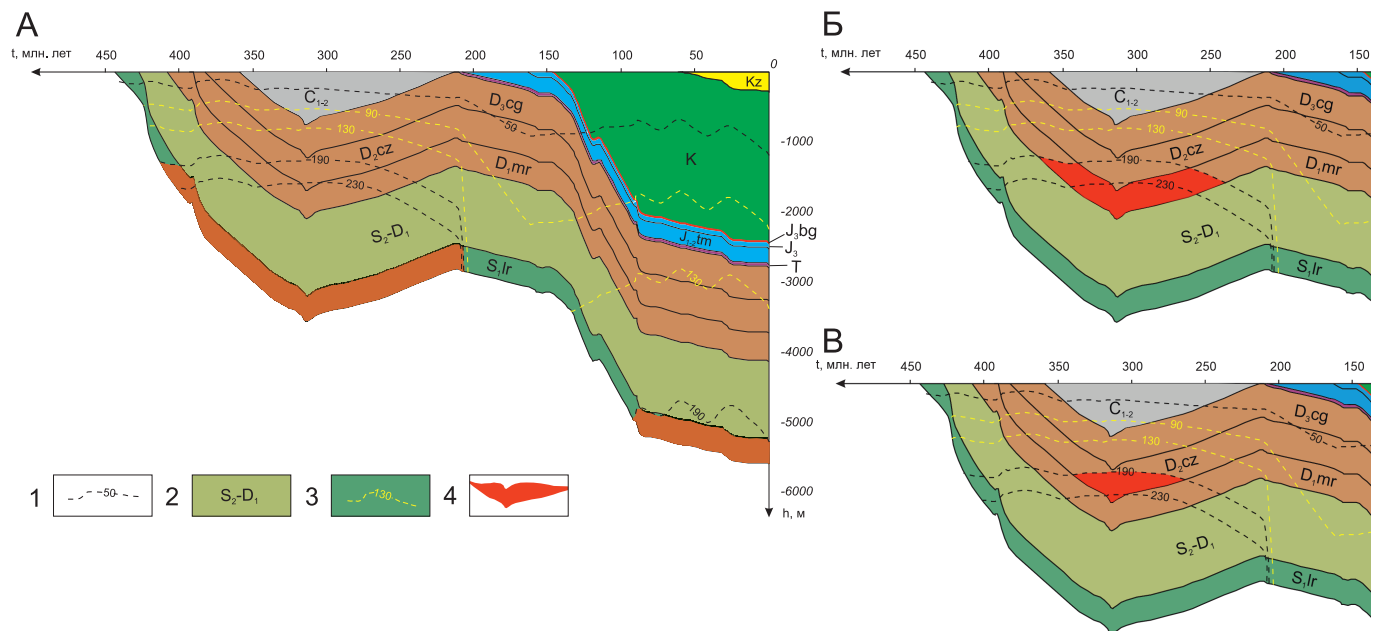 А
t, млн. лет 450 400 350 300 250 200 150 100 50 0
Kz
C₁₋₂
D₃cg
90
50
130
-1000
K
D₂cz
190
D₁mr
230
-2000
J₃bg
J₁₋₂tm
J₃
S₂-D₁
T
S₁lr
130
-3000
-4000
190
-5000
-6000
h, м
1 50 2 S₂-D₁ 3 130 4
Б
t, млн. лет 450 400 350 300 250 200 150
C₁₋₂
D₃cg
90
50
130
D₂cz
190
D₁mr
230
S₂-D₁
S₁lr
В
t, млн. лет 450 400 350 300 250 200 150
C₁₋₂
D₃cg
90
50
130
D₂cz
190
D₁mr
230
S₂-D₁
S₁lr